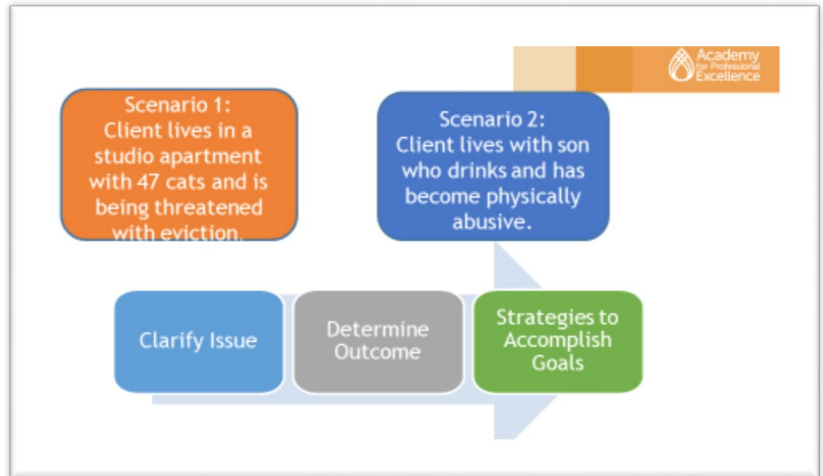 Academy
for Professional
Excellence
Scenario 1:
Client lives in a
studio apartment
with 47 cats and is
being threatened
with eviction.
Scenario 2:
Client lives with son
who drinks and has
become physically
abusive.
Clarify Issue
Determine
Outcome
Strategies to
Accomplish
Goals